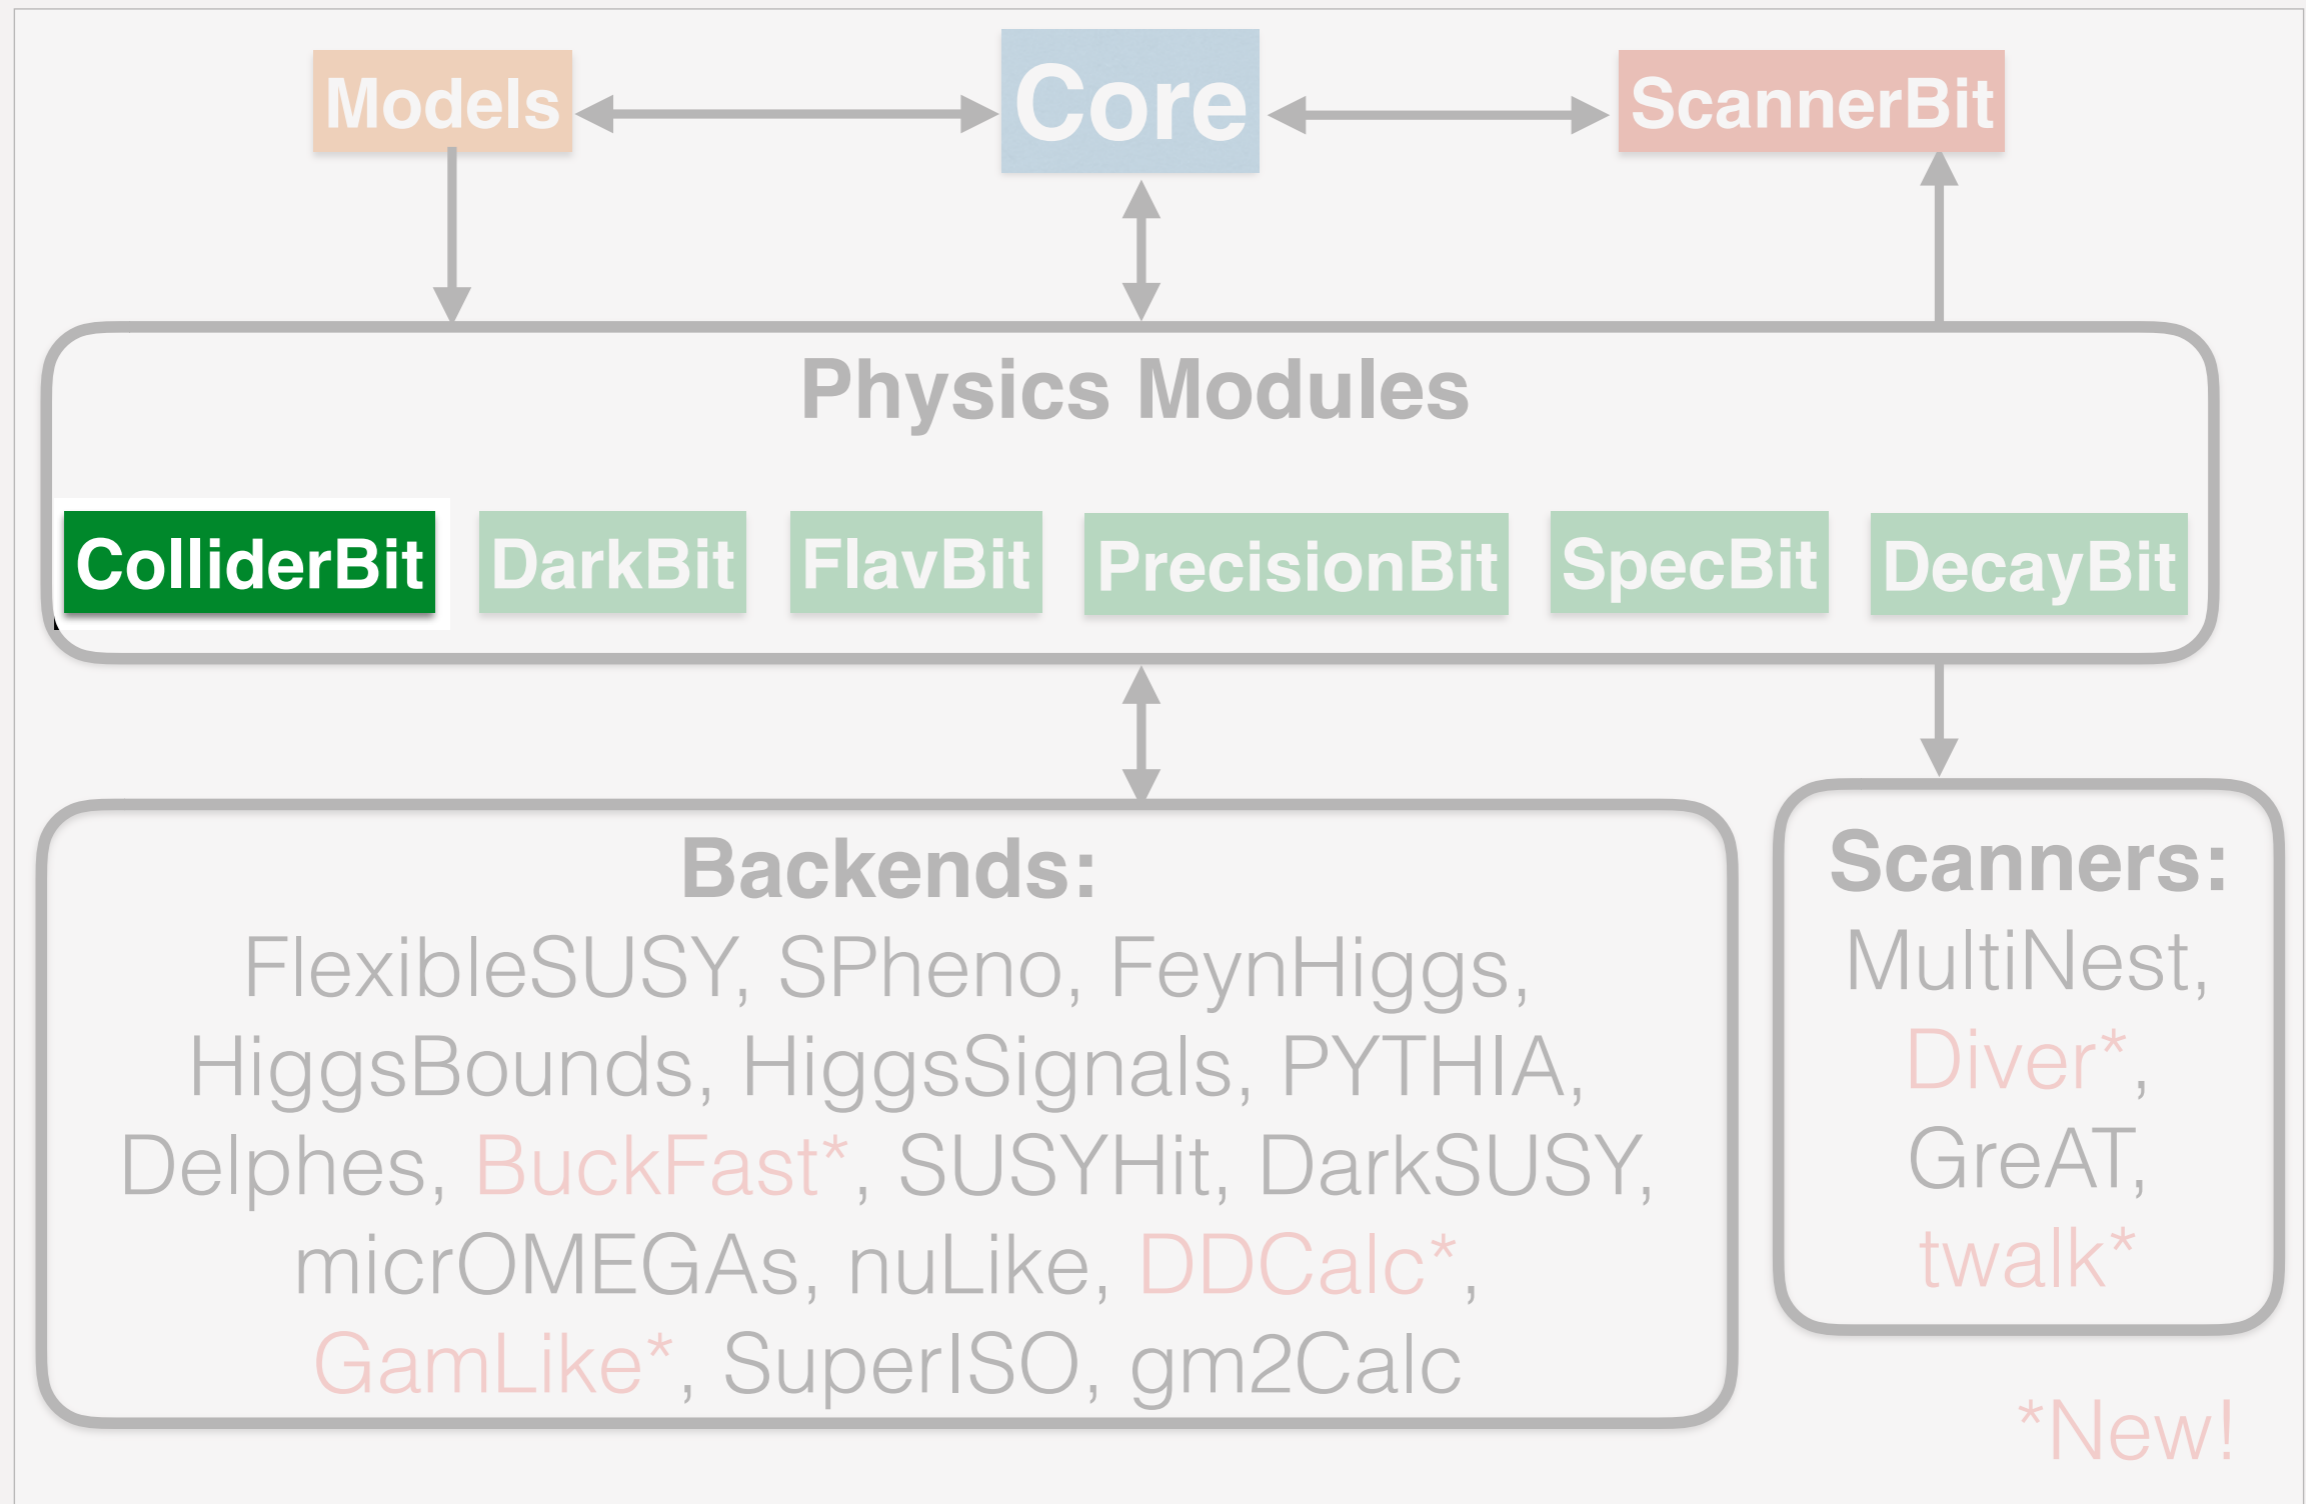 Models
Core
ScannerBit
Physics Modules
ColliderBit
DarkBit
FlavBit
PrecisionBit
SpecBit
DecayBit
Backends:
FlexibleSUSY, SPheno, FeynHiggs,
HiggsBounds, HiggsSignals, PYTHIA,
Delphes, BuckFast*, SUSYHit, DarkSUSY,
micrOMEGAs, nuLike, DDCalc*,
GamLike*, SuperISO, gm2Calc
Scanners:
MultiNest,
Diver*,
GreAT,
twalk*
*New!